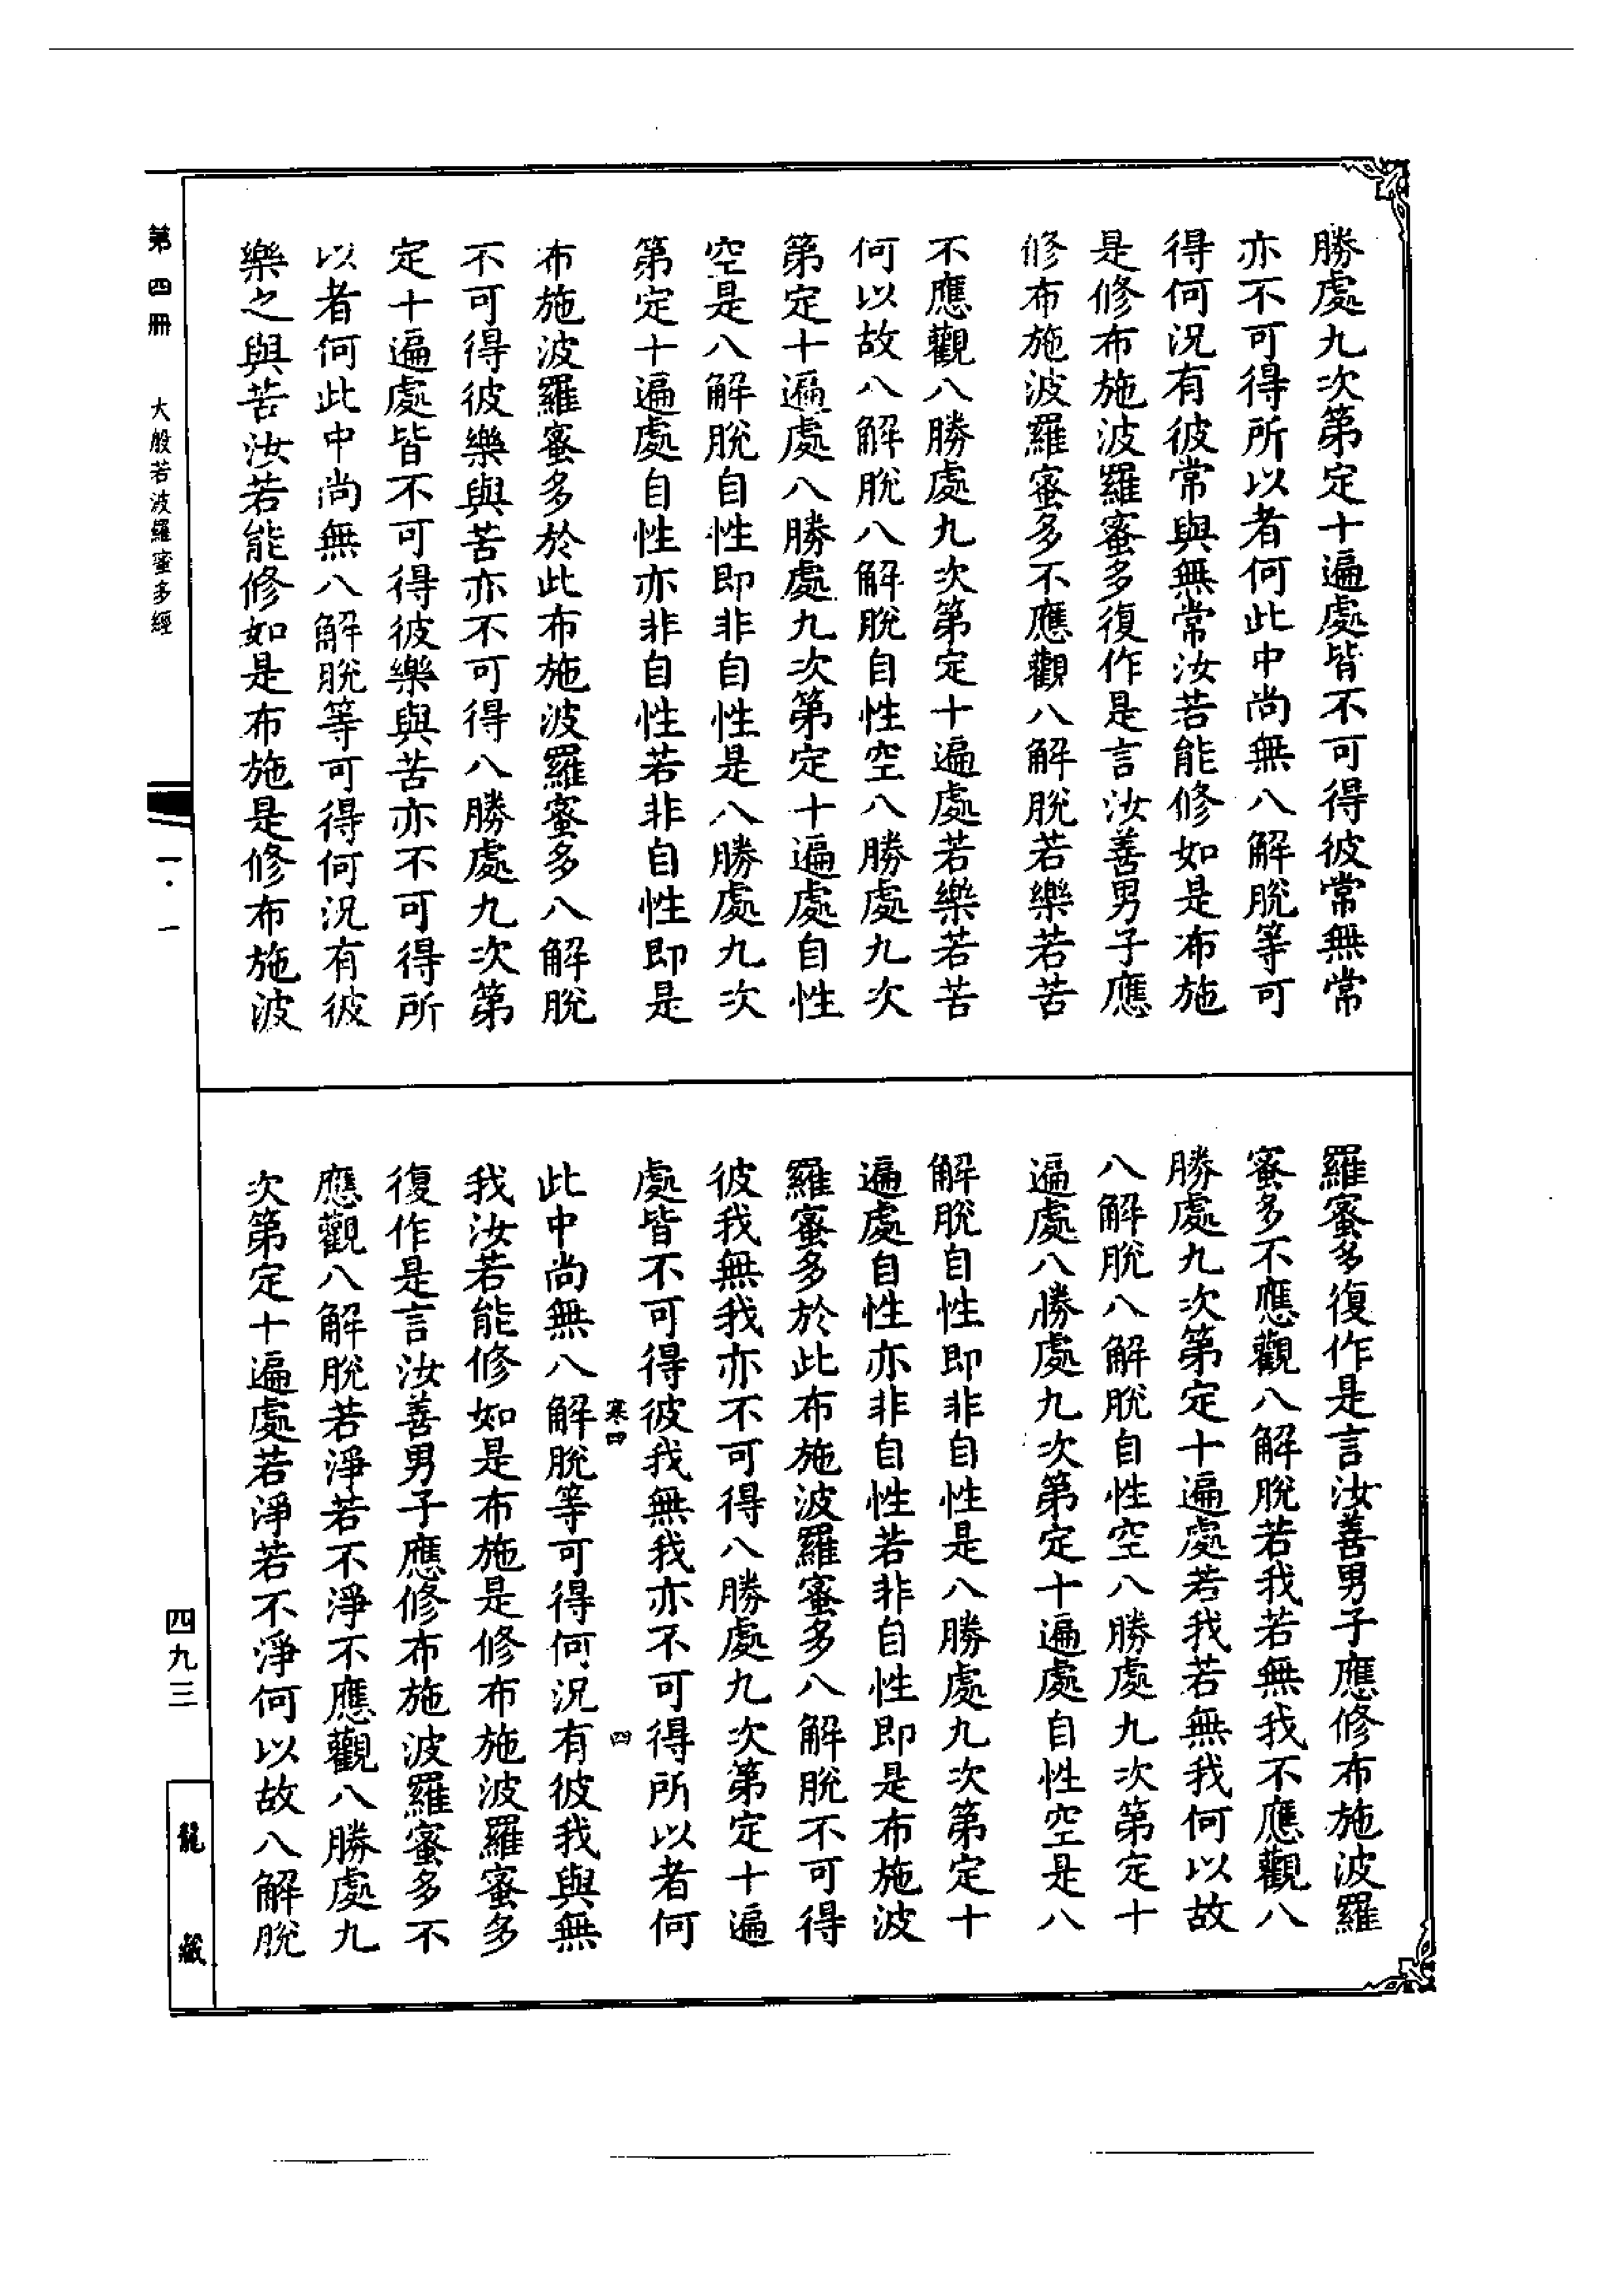 勝處九次第定十遍處皆不可得彼常無常
亦不可得所以者何此中尚無八解脫等可
得何況有彼常與無常汝若能修如是布施
是修布施波羅蜜多復作是言汝善男子應
修布施波羅蜜多不應觀八解脫若樂若苦
不應觀八勝處九次第定十遍處若樂若苦
何以故八解脫八解脫自性空八勝處九次
第定十遍處八勝處九次第定十遍處自性
空是八解脫自性即非自性是八勝處九次
第定十遍處自性亦非自性若非自性即是
布施波羅蜜多於此布施波羅蜜多八解脫
不可得彼樂與苦亦不可得八勝處九次第
定十遍處皆不可得彼樂與苦亦不可得所
以者何此中尚無八解脫等可得何況有彼
樂之與苦汝若能修如是布施是修布施波
羅蜜多復作是言汝善男子應修布施波羅
蜜多不應觀八解脫若我若無我不應觀八
勝處九次第定十遍處若我若無我何以故
八解脫八解脫自性空八勝處九次第定十
遍處八勝處九次第定十遍處自性空是八
解脫自性即非自性是八勝處九次第定十
遍處自性亦非自性若非自性即是布施波
羅蜜多於此布施波羅蜜多八解脫不可得
彼我無我亦不可得八勝處九次第定十遍
處皆不可得彼我無我亦不可得所以者何
寒四 四
此中尚無八解脫等可得何況有彼我與無
我汝若能修如是布施是修布施波羅蜜多
復作是言汝善男子應修布施波羅蜜多不
應觀八解脫若淨若不淨不應觀八勝處九
次第定十遍處若淨若不淨何以故八解脫
第四冊 大般若波羅蜜多經 一·一
四九三
龍藏